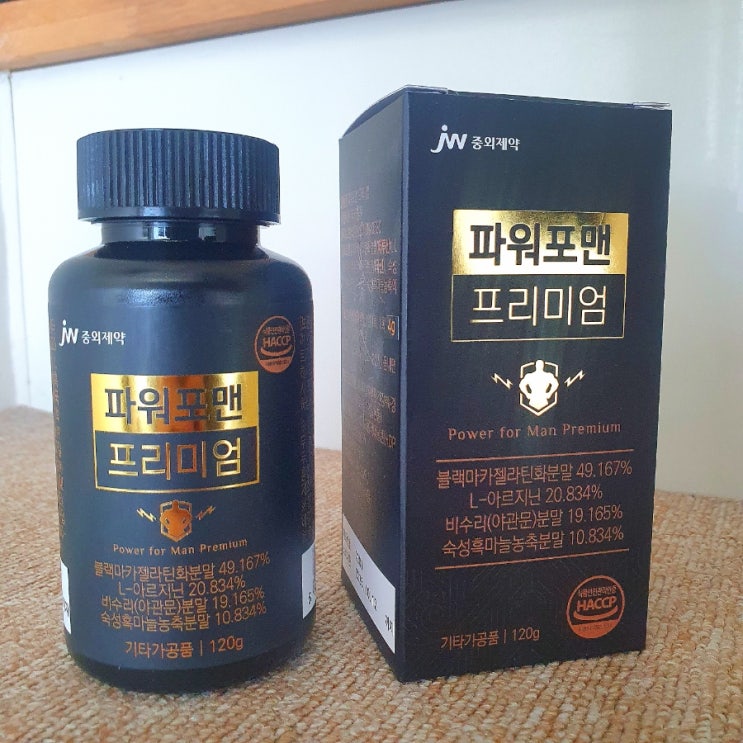 jw 중외제약
HACCP
파워포맨
프리미엄
Power for Man Premium
블랙마카젤라틴화분말 49.167%
L-아르지닌 20.834%
비수리(야관문)분말 19.165%
숙성흑마늘농축분말 10.834%
기타가공품 | 120g
jw 중외제약
파워포맨
프리미엄
Power for Man Premium
블랙마카젤라틴화분말 49.167%
L-아르지닌 20.834%
비수리(야관문)분말 19.165%
숙성흑마늘농축분말 10.834%
HACCP
기타가공품 | 120g